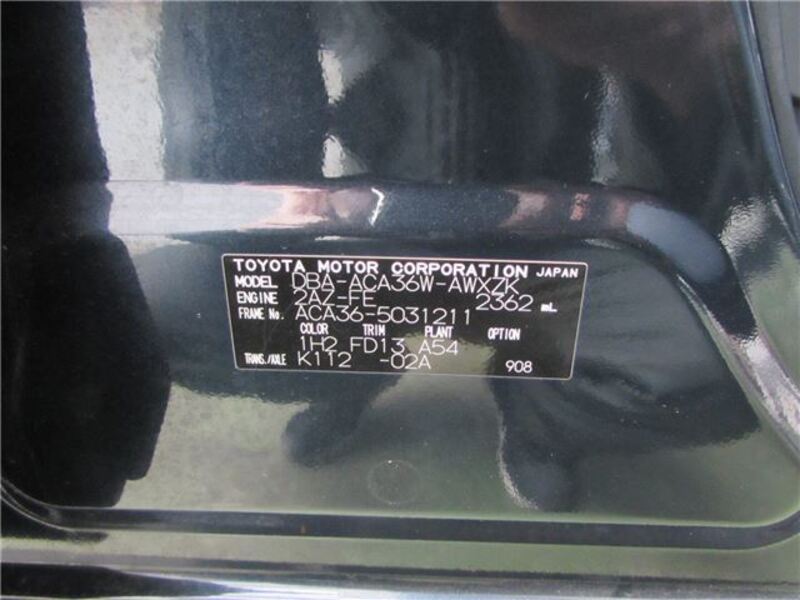 TOYOTA MOTOR CORPORATION JAPAN
MODEL DBA-ACA36W-AWXZK
ENGINE 2AZ-FE 2362 mL
FRAME No. ACA36-5031211
COLOR TRIM PLANT OPTION
1H2 FD13 A54
TRANS./AXLE K112 -02A 908